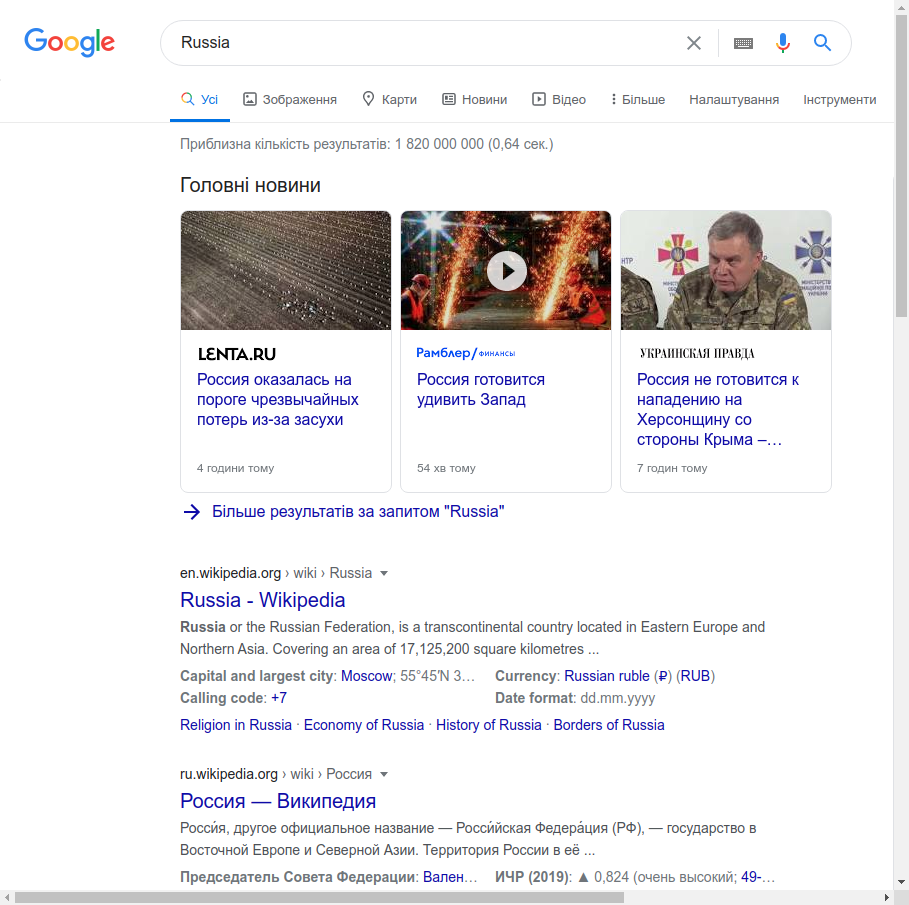 Google
Russia
Усі Зображення Карти Новини Відео Більше Налаштування Інструменти
Приблизна кількість результатів: 1 820 000 000 (0,64 сек.)
Головні новини
LENTA.RU
Россия оказалась на
пороге чрезвычайных
потерь из-за засухи
4 години тому
Рамблер/ФИНАНСЫ
Россия готовится
удивить Запад
54 хв тому
УКРАИНСКАЯ ПРАВДА
Россия не готовится к
нападению на
Херсонщину со
стороны Крыма –…
7 годин тому
Більше результатів за запитом "Russia"
en.wikipedia.org › wiki › Russia
Russia - Wikipedia
Russia or the Russian Federation, is a transcontinental country located in Eastern Europe and
Northern Asia. Covering an area of 17,125,200 square kilometres ...
Capital and largest city: Moscow; 55°45′N 3… Currency: Russian ruble (₽) (RUB)
Calling code: +7 Date format: dd.mm.yyyy
Religion in Russia · Economy of Russia · History of Russia · Borders of Russia
ru.wikipedia.org › wiki › Россия
Россия — Википедия
Росси́я, другое официальное название — Росси́йская Федера́ция (РФ), — государство в
Восточной Европе и Северной Азии. Территория России в её ...
Председатель Совета Федерации: Вален… ИЧР (2019): ▲ 0,824 (очень высокий; 49-…